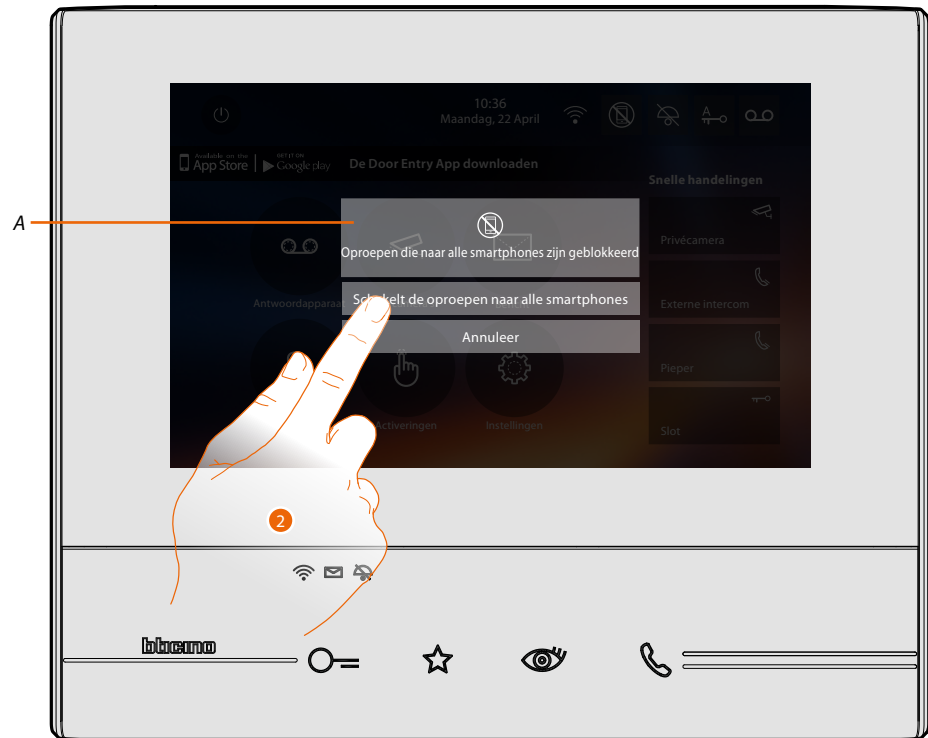 10:36
Maandag, 22 April
A
Available on the
App Store
GET IT ON
Google play
De Door Entry App downloaden
Snelle handelingen
A
Oproepen die naar alle smartphones zijn geblokkeerd
Privécamera
Antwoordapparaat
Schakelt de oproepen naar alle smartphones
Externe intercom
Annuleer
Pieper
Activeringen
Instellingen
Slot
2
bticino